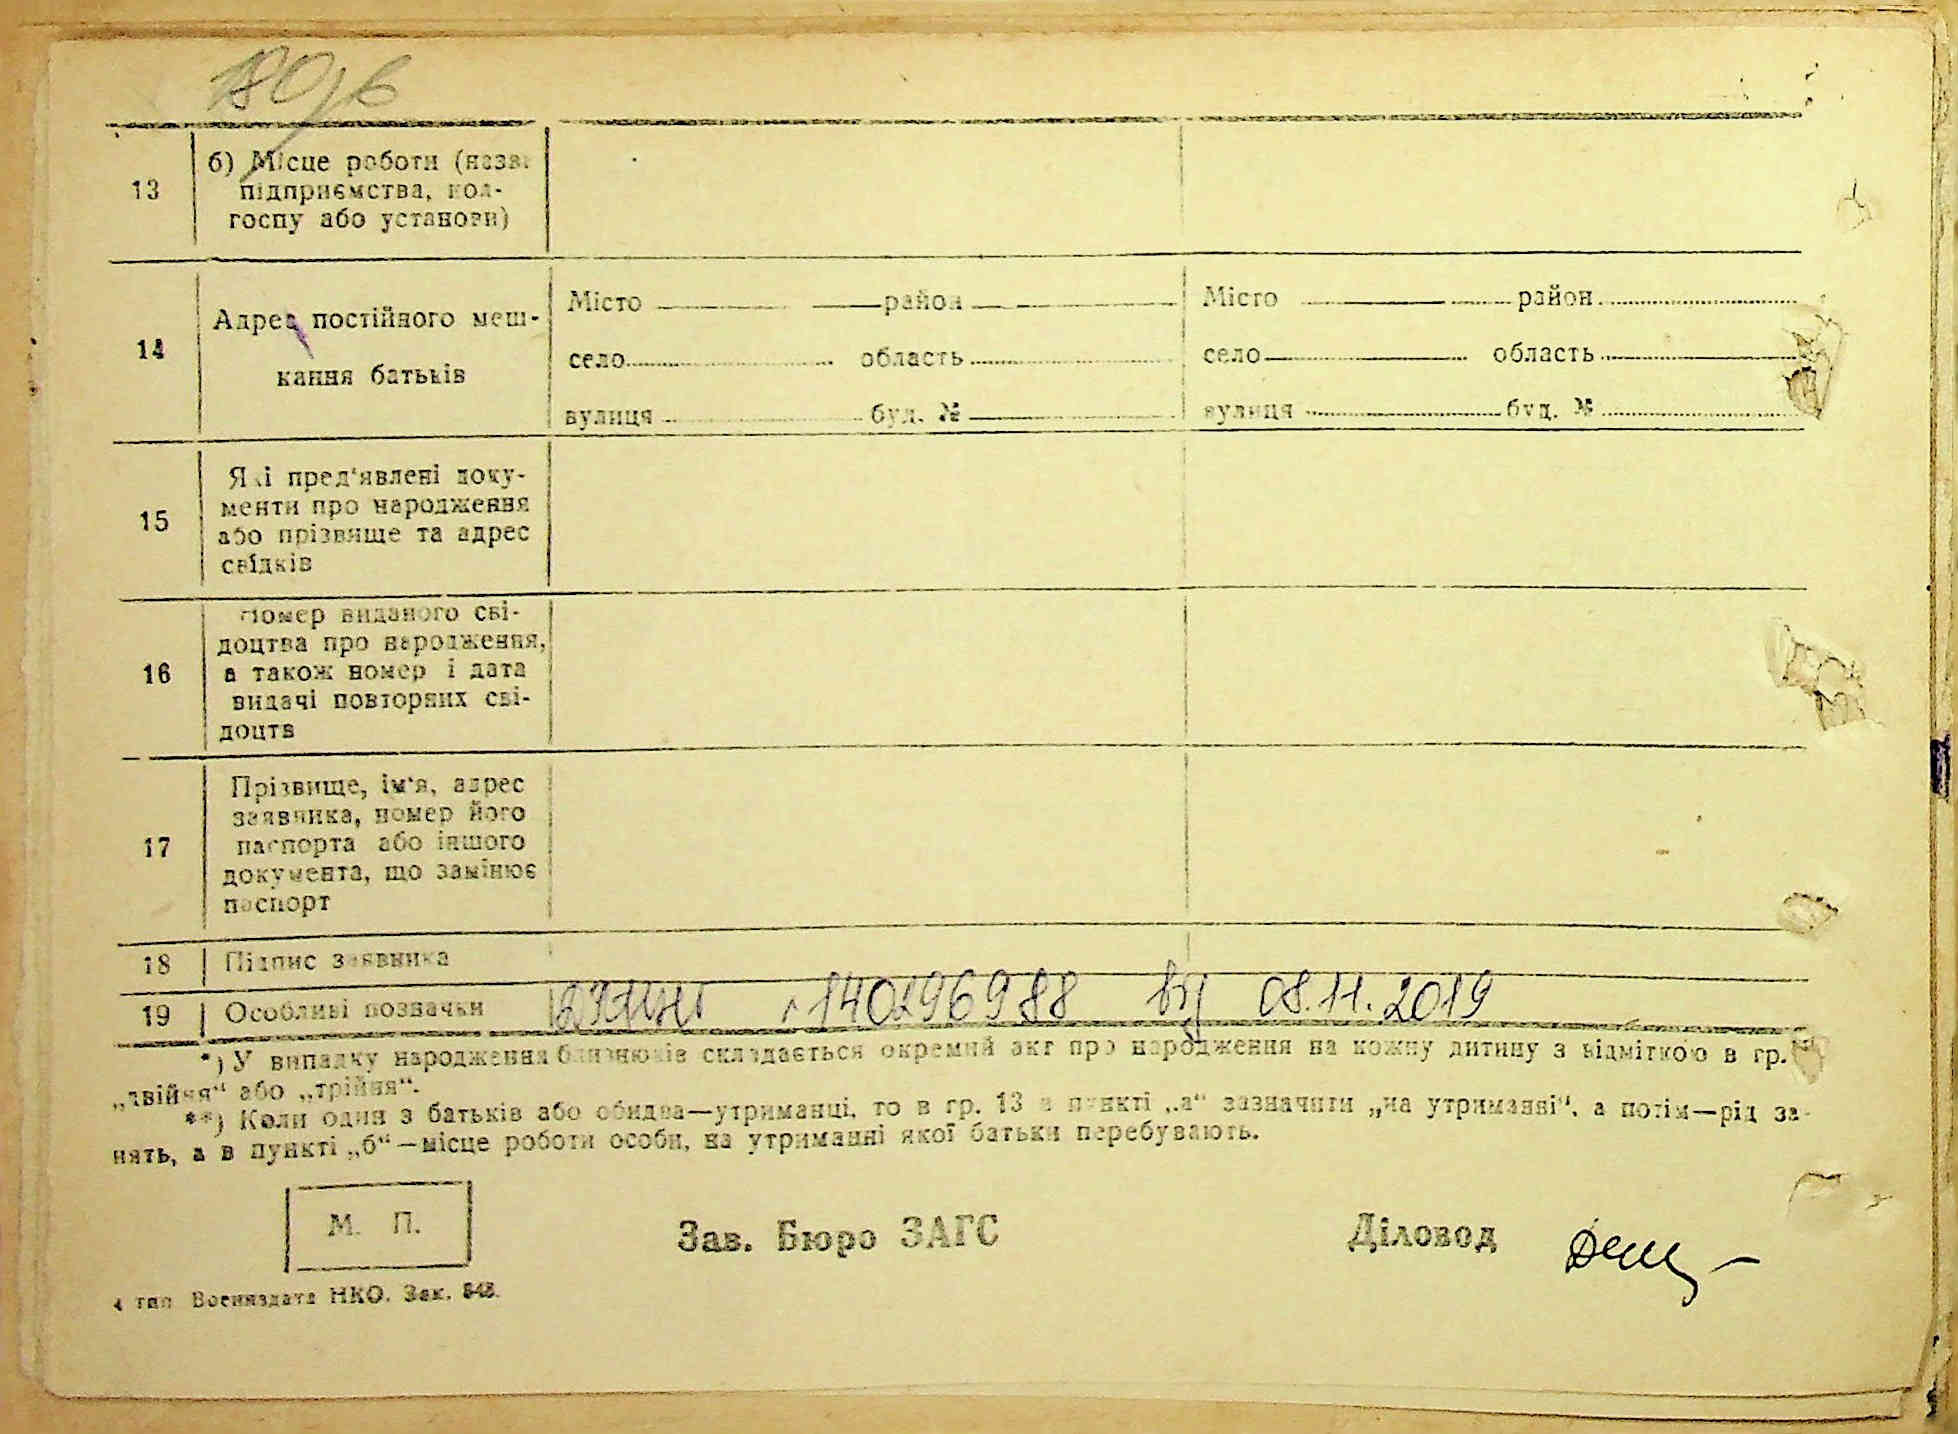 13
б) Місце роботи (назва
підприємства, кол-
госпу або установи)
14
Адрес постійного меш-
кання батьків
Місто район
село область
вулиця буд. №
Місто район
село область
вулиця буд. №
15
Які пред'явлені доку-
менти про народження
або прізвище та адрес
свідків
16
Номер виданого сві-
доцтва про народження,
а також номер і дата
видачі повторних сві-
доцтв
17
Прізвище, ім'я, адрес
заявника, номер його
паспорта або іншого
документа, що замінює
паспорт
18
Підпис заявника
19
Особливі позначки
140296988 від 08.11.2019
*) У випадку народження близнюків складається окремий акт про народження на кожну дитину з відміткою в гр.
„двійня“ або „трійня“.
**) Коли один з батьків або обидва—утриманці, то в гр. 13 в пункті „а“ зазначити „на утриманні“, а потім—рід за-
нять, а в пункті „б“—місце роботи особи, на утриманні якої батьки перебувають.
М. П.
Зав. Бюро ЗАГС
Діловод
4 тип Воениздата НКО. Зак. 848.